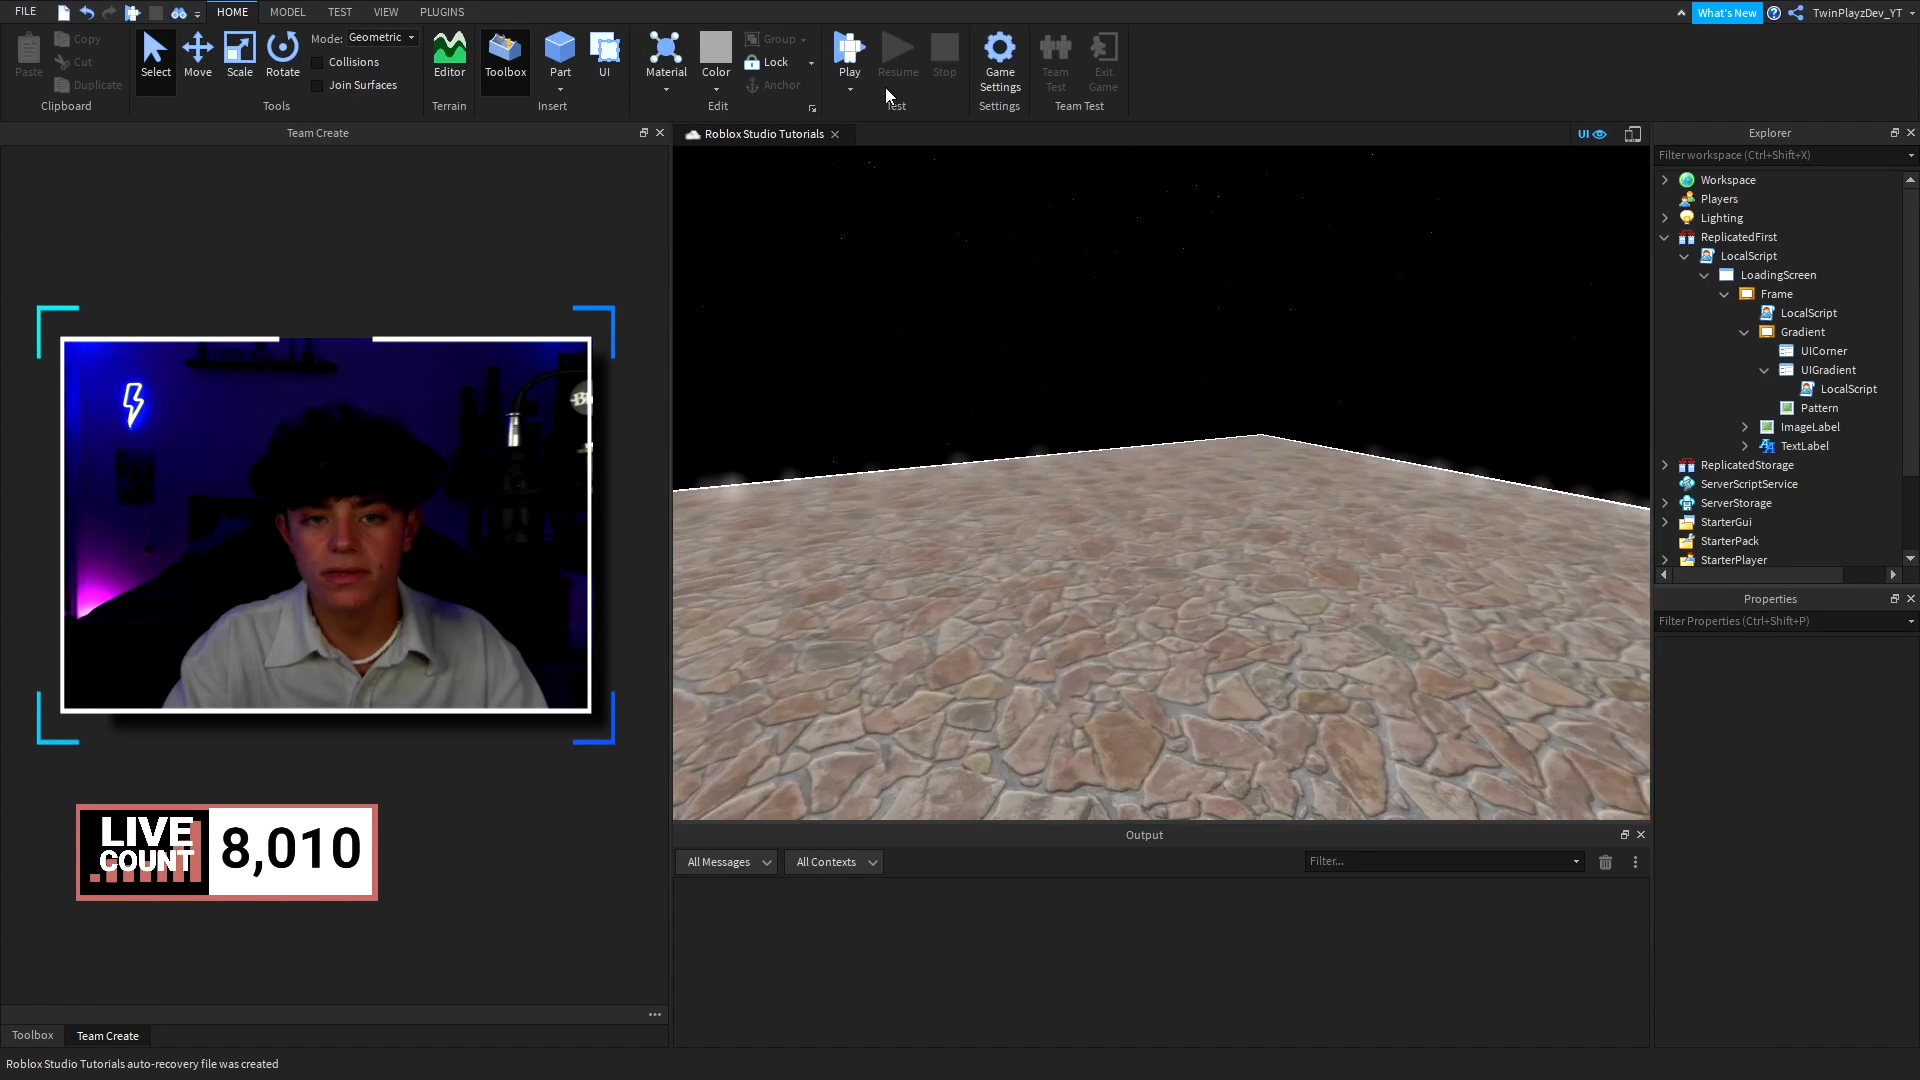 FILE
HOME
MODEL
TEST
VIEW
PLUGINS
What's New
TwinPlayzDev_YT
Paste
Copy
Cut
Duplicate
Clipboard
Select
Move
Scale
Rotate
Mode: Geometric
Collisions
Join Surfaces
Tools
Editor
Terrain
Toolbox
Part
UI
Insert
Material
Color
Group
Lock
Anchor
Edit
Play
Resume
Stop
Test
Game
Settings
Settings
Team
Test
Exit
Game
Team Test
Team Create
Roblox Studio Tutorials
UI
Explorer
Filter workspace (Ctrl+Shift+X)
Workspace
Players
Lighting
ReplicatedFirst
LocalScript
LoadingScreen
Frame
LocalScript
Gradient
UICorner
UIGradient
LocalScript
Pattern
ImageLabel
TextLabel
ReplicatedStorage
ServerScriptService
ServerStorage
StarterGui
StarterPack
StarterPlayer
Properties
Filter Properties (Ctrl+Shift+P)
LIVE
COUNT
8,010
Output
All Messages
All Contexts
Filter...
Toolbox
Team Create
Roblox Studio Tutorials auto-recovery file was created